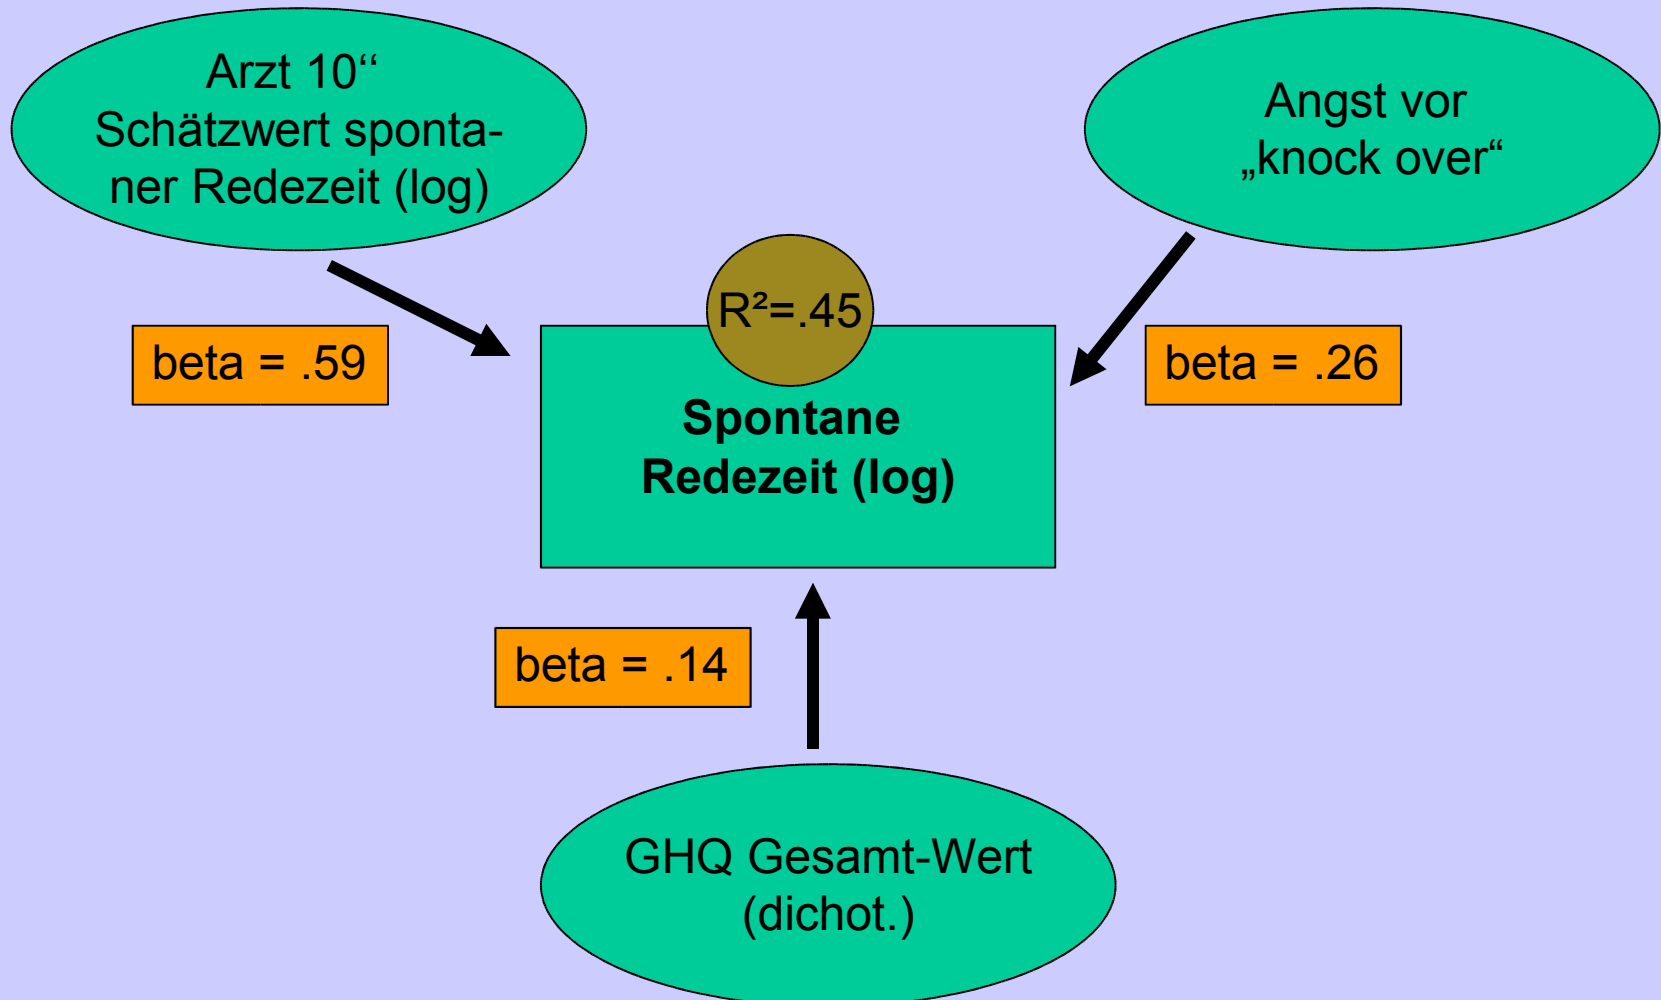 Arzt 10‘‘
Schätzwert sponta-
ner Redezeit (log)
Angst vor
„knock over“
R²=.45
beta = .59
beta = .26
Spontane
Redezeit (log)
beta = .14
GHQ Gesamt-Wert
(dichot.)